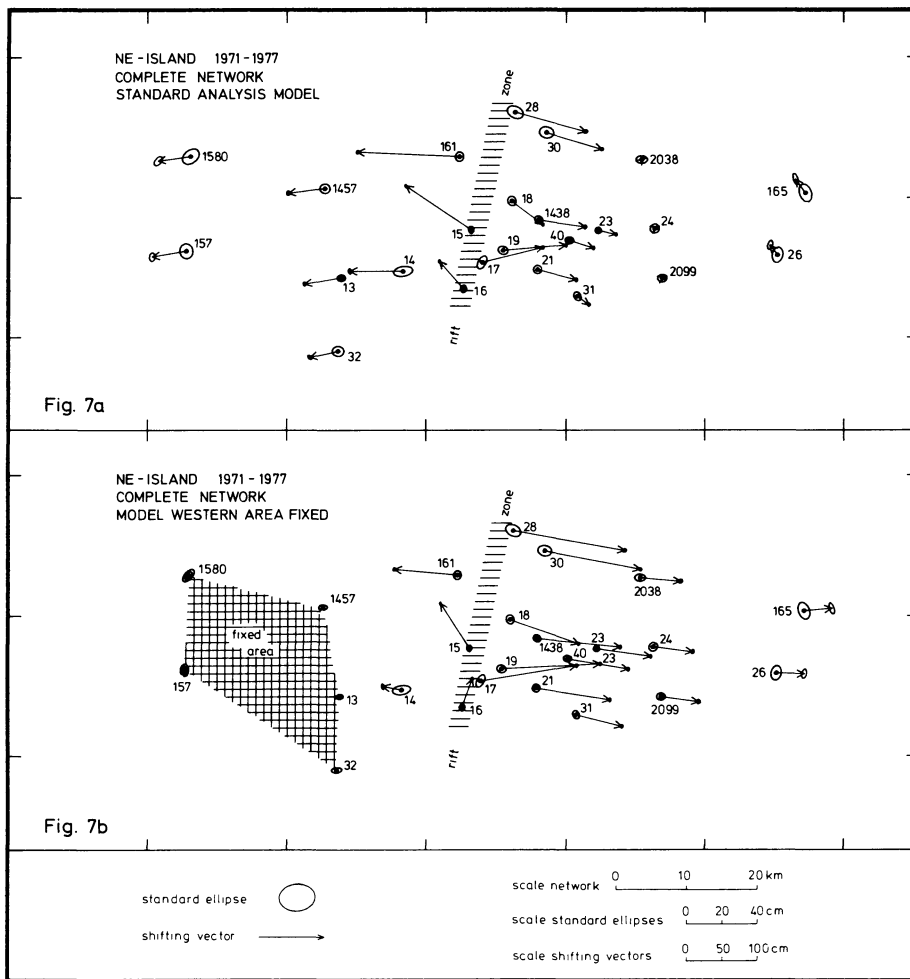 NE-ISLAND 1971-1977
COMPLETE NETWORK
STANDARD ANALYSIS MODEL
zone
28
30
161
1580
2038
1457
165
18
1438
23
24
15
40
157
19
26
14
17
21
13
2099
16
31
32
rift
Fig. 7a
NE-ISLAND 1971-1977
COMPLETE NETWORK
MODEL WESTERN AREA FIXED
zone
28
30
1580
161
2038
1457
165
18
fixed
area
23
15
1438
24
40
23
19
157
26
17
14
21
13
2099
16
31
32
rift
Fig. 7b
standard ellipse
shifting vector
scale network
0 10 20 km
scale standard ellipses
0 20 40 cm
scale shifting vectors
0 50 100 cm